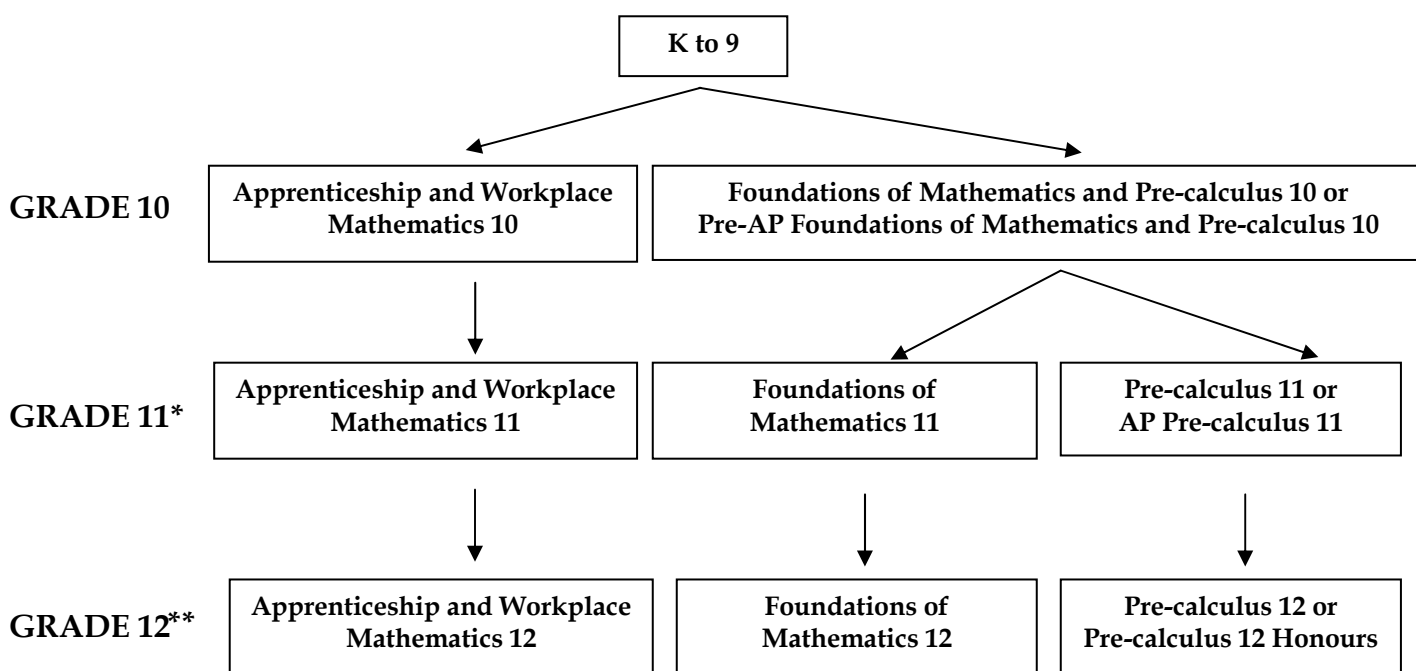 K to 9
GRADE 10
Apprenticeship and Workplace
Mathematics 10
Foundations of Mathematics and Pre-calculus 10 or
Pre-AP Foundations of Mathematics and Pre-calculus 10
GRADE 11*
Apprenticeship and Workplace
Mathematics 11
Foundations of
Mathematics 11
Pre-calculus 11 or
AP Pre-calculus 11
GRADE 12**
Apprenticeship and Workplace
Mathematics 12
Foundations of
Mathematics 12
Pre-calculus 12 or
Pre-calculus 12 Honours